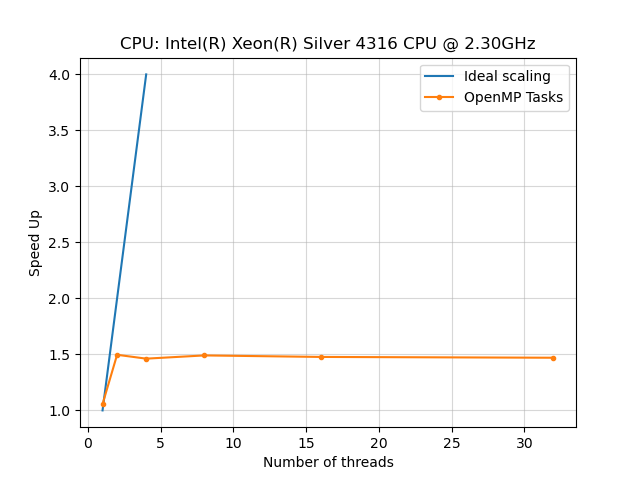 CPU: Intel(R) Xeon(R) Silver 4316 CPU @ 2.30GHz
Ideal scaling
OpenMP Tasks
Speed Up
4.0
3.5
3.0
2.5
2.0
1.5
1.0
0 5 10 15 20 25 30
Number of threads